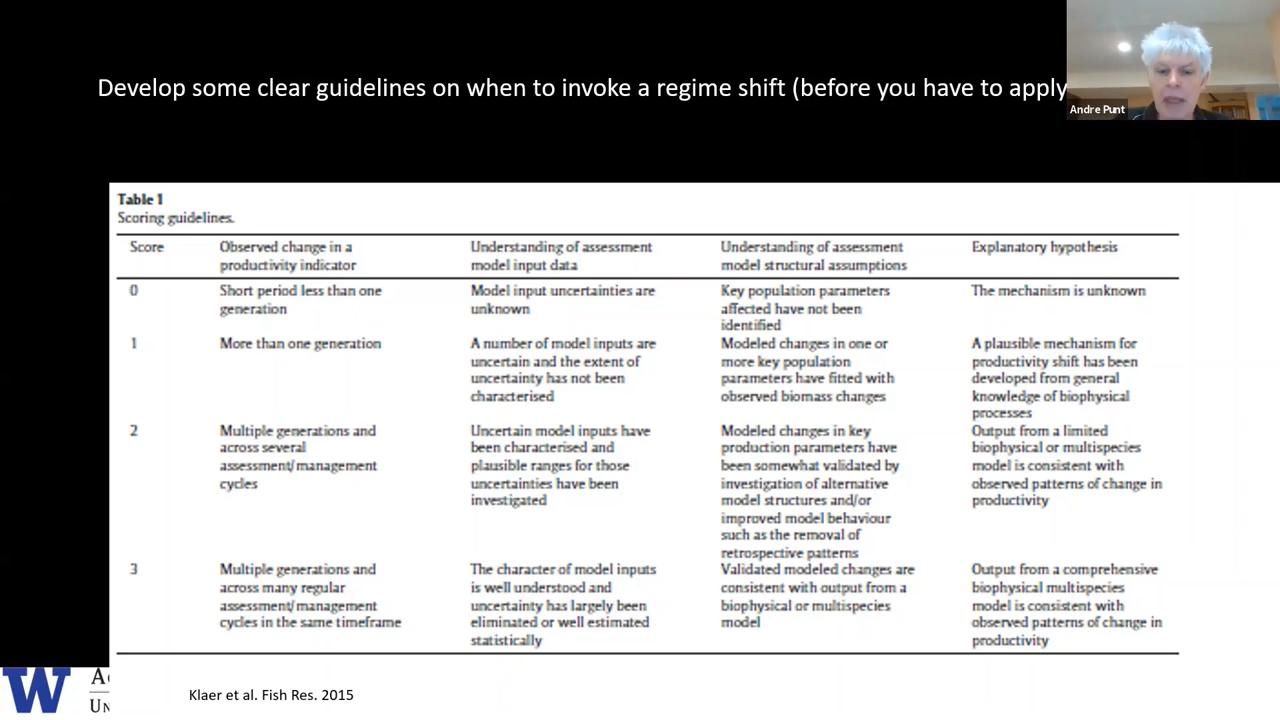 Develop some clear guidelines on when to invoke a regime shift (before you have to apply
Andre Punt
Table 1
Scoring guidelines.
Score
Observed change in a
productivity indicator
Understanding of assessment
model input data
Understanding of assessment
model structural assumptions
Explanatory hypothesis
0
Short period less than one
generation
Model input uncertainties are
unknown
Key population parameters
affected have not been
identified
The mechanism is unknown
1
More than one generation
A number of model inputs are
uncertain and the extent of
uncertainty has not been
characterised
Modeled changes in one or
more key population
parameters have fitted with
observed biomass changes
A plausible mechanism for
productivity shift has been
developed from general
knowledge of biophysical
processes
2
Multiple generations and
across several
assessment/management
cycles
Uncertain model inputs have
been characterised and
plausible ranges for those
uncertainties have been
investigated
Modeled changes in key
production parameters have
been somewhat validated by
investigation of alternative
model structures and/or
improved model behaviour
such as the removal of
retrospective patterns
Output from a limited
biophysical or multispecies
model is consistent with
observed patterns of change in
productivity
3
Multiple generations and
across many regular
assessment/management
cycles in the same timeframe
The character of model inputs
is well understood and
uncertainty has largely been
eliminated or well estimated
statistically
Validated modeled changes are
consistent with output from a
biophysical or multispecies
model
Output from a comprehensive
biophysical multispecies
model is consistent with
observed patterns of change in
productivity
W
Klaer et al. Fish Res. 2015